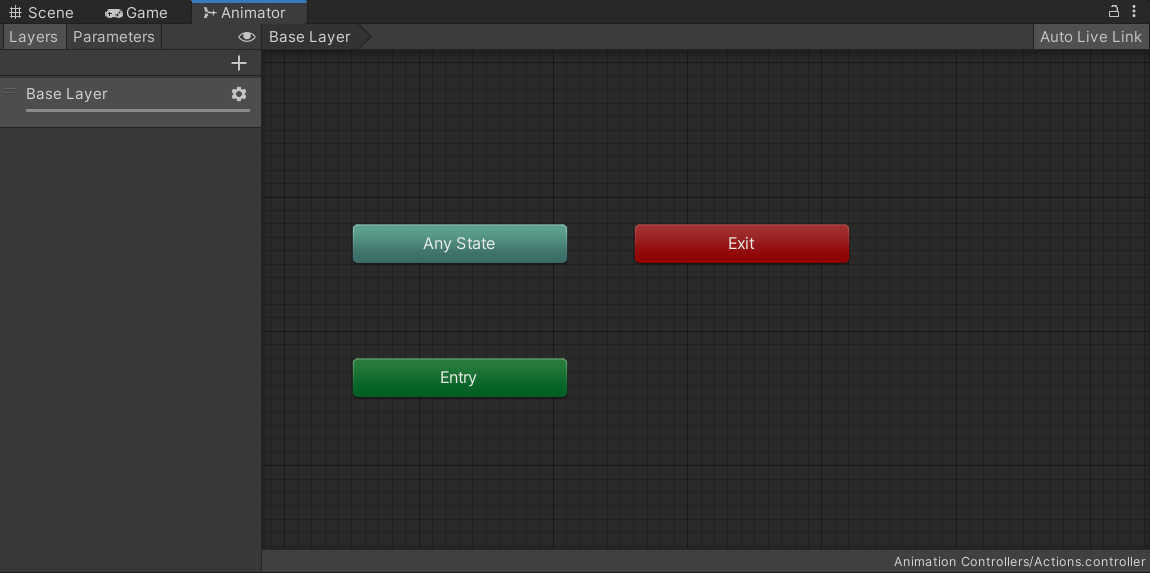 Scene Game Animator
Layers Parameters Base Layer Auto Live Link
Base Layer
Any State Exit
Entry
Animation Controllers/Actions.controller